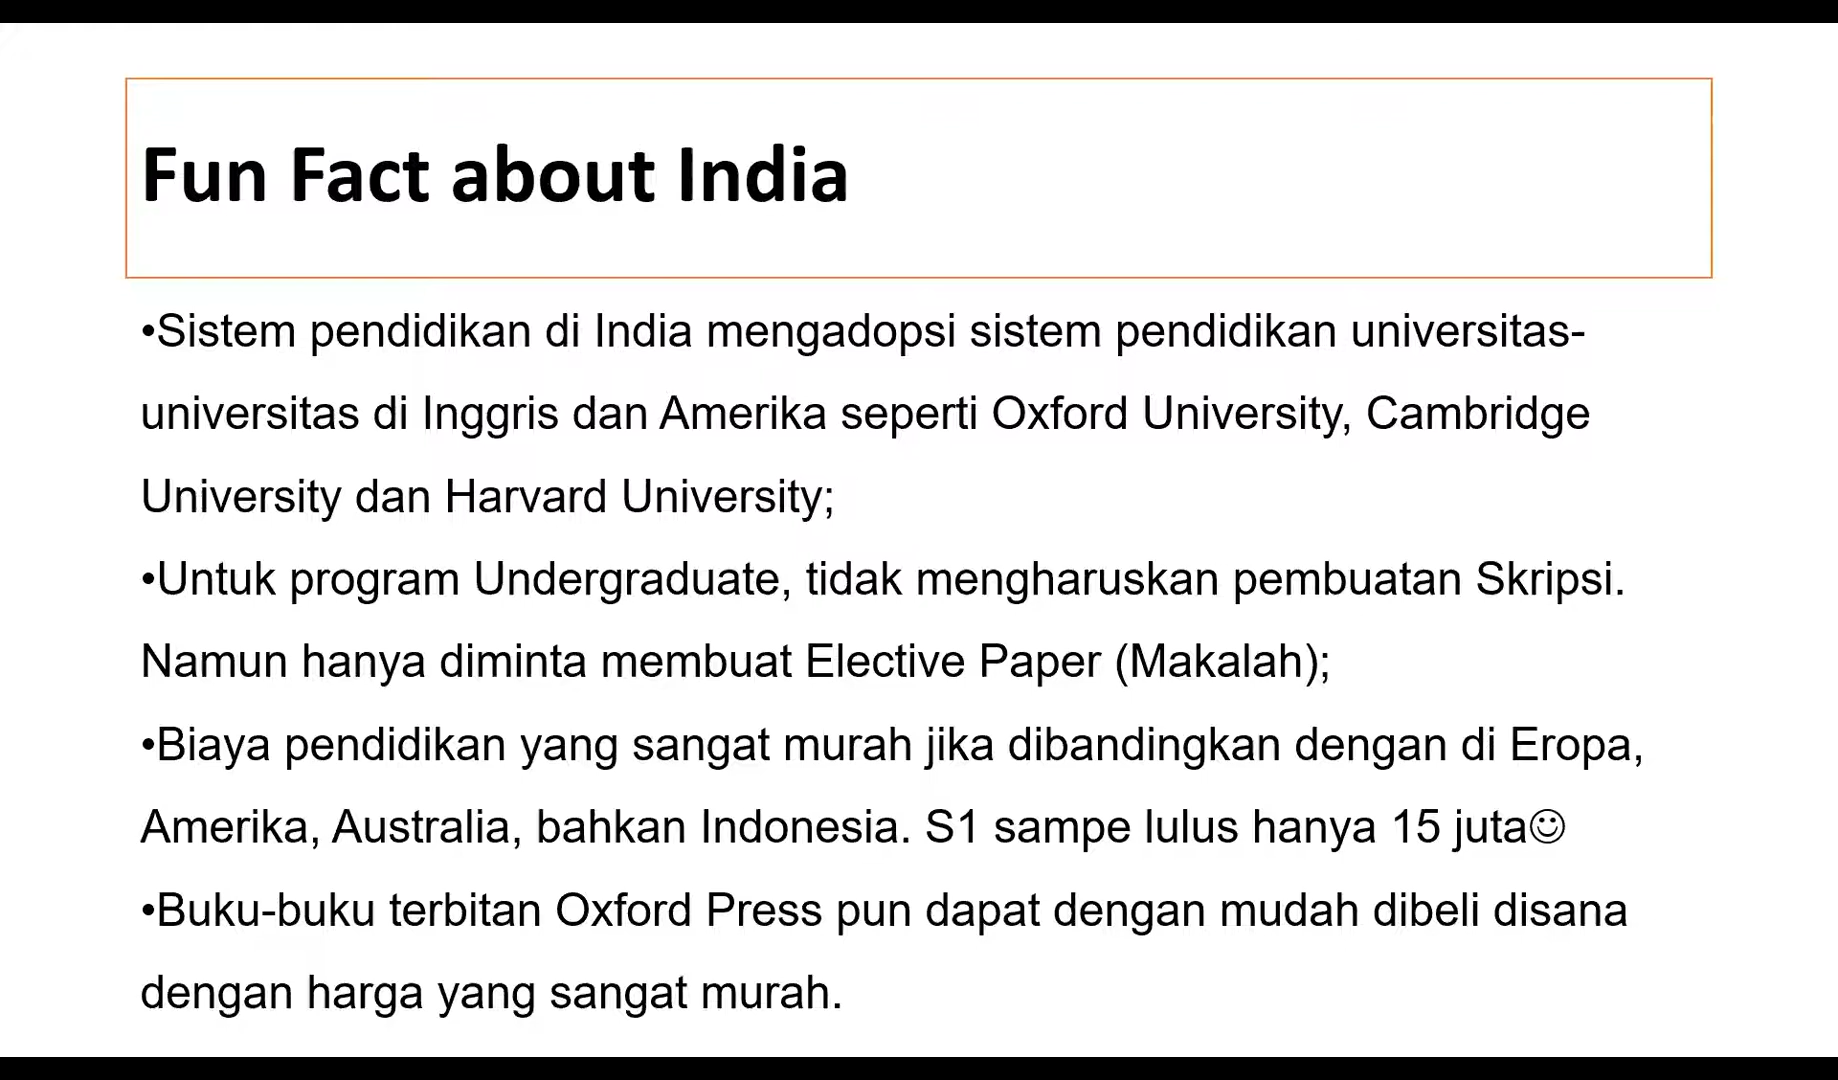 Fun Fact about India
•Sistem pendidikan di India mengadopsi sistem pendidikan universitas-
universitas di Inggris dan Amerika seperti Oxford University, Cambridge
University dan Harvard University;
•Untuk program Undergraduate, tidak mengharuskan pembuatan Skripsi.
Namun hanya diminta membuat Elective Paper (Makalah);
•Biaya pendidikan yang sangat murah jika dibandingkan dengan di Eropa,
Amerika, Australia, bahkan Indonesia. S1 sampe lulus hanya 15 juta☺
•Buku-buku terbitan Oxford Press pun dapat dengan mudah dibeli disana
dengan harga yang sangat murah.